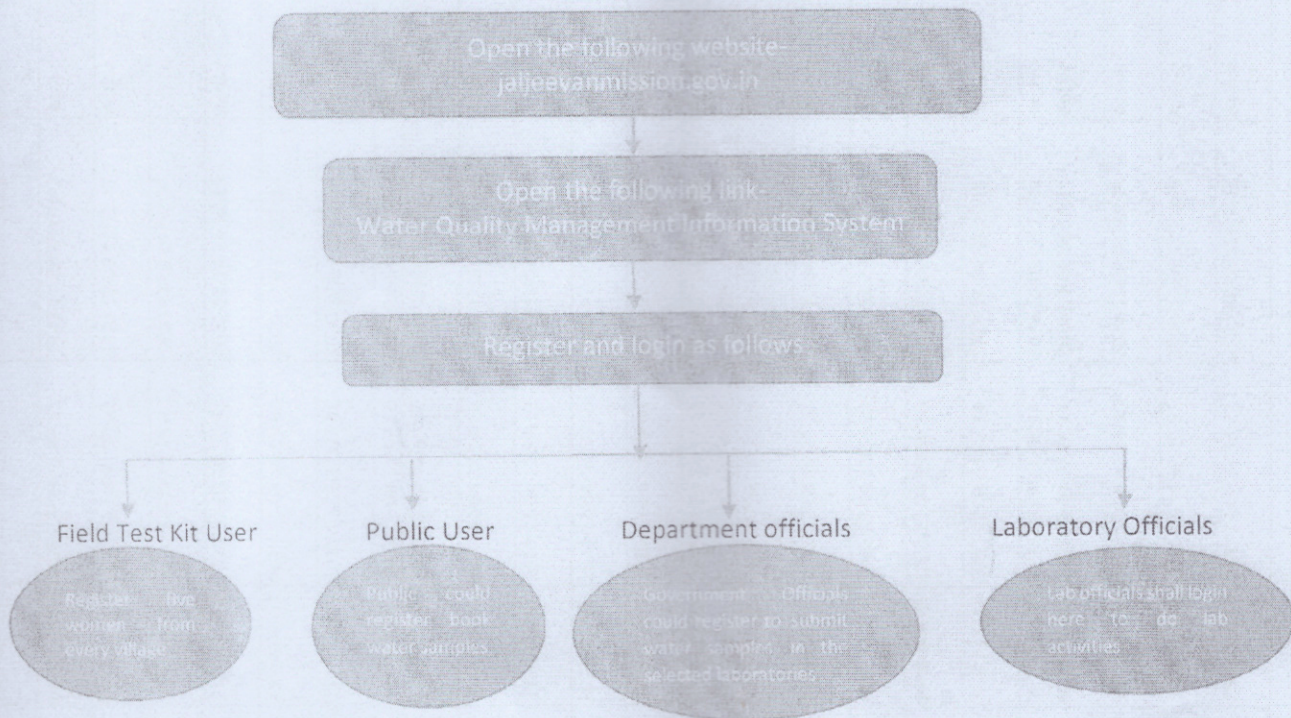 Open the following website-
jaljeevanmission.gov.in
Open the following link-
Water Quality Management Information System
Register and login as follows
Field Test Kit User
Public User
Department officials
Laboratory Officials
Register five
women from
every village
Public could
register book
water samples
Government Officials
could register to submit
water samples in the
selected laboratories
Lab officials shall login
here to do lab
activities